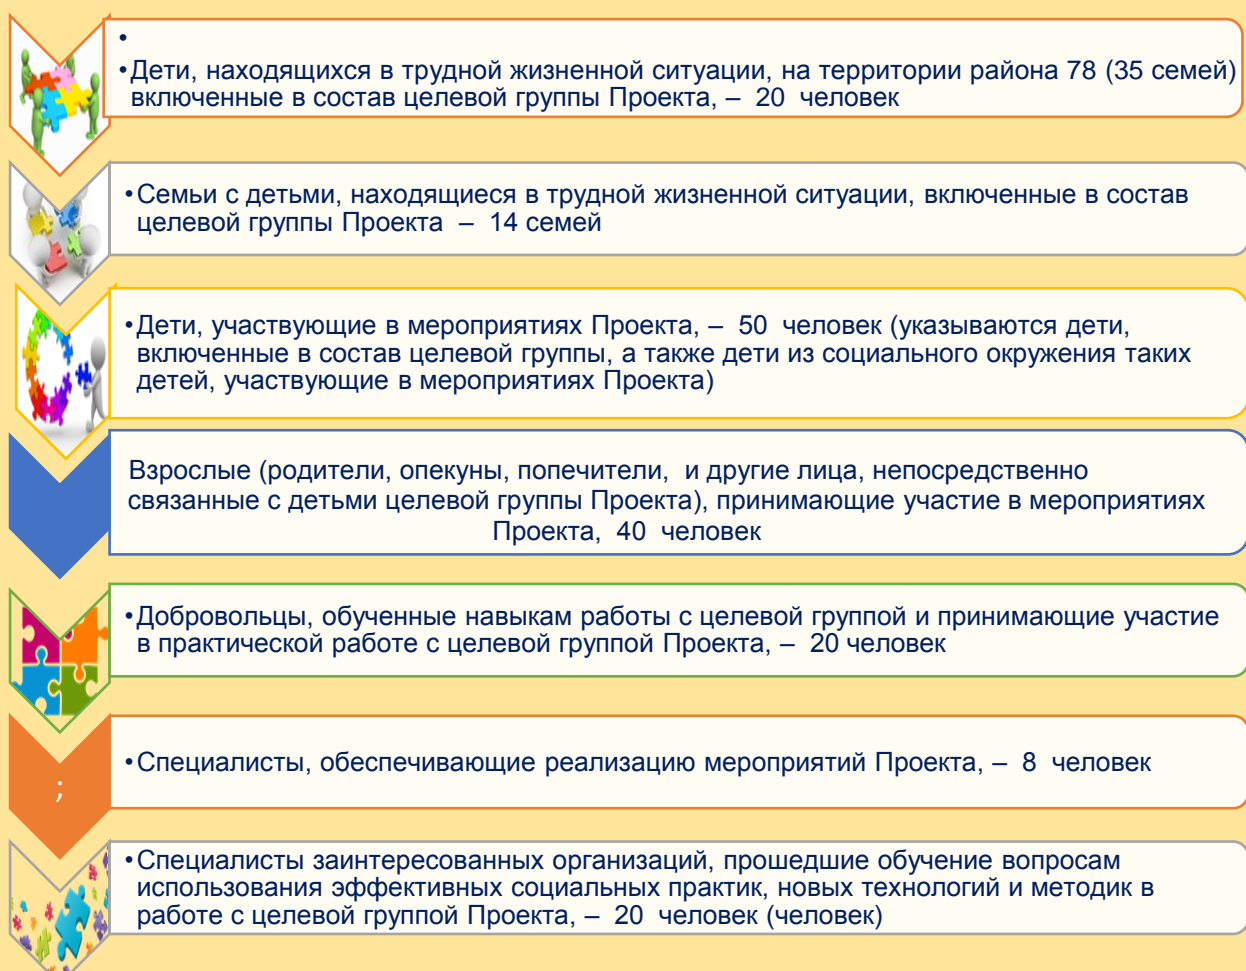 •
•Дети, находящихся в трудной жизненной ситуации, на территории района 78 (35 семей)
включенные в состав целевой группы Проекта, – 20 человек
•Семьи с детьми, находящиеся в трудной жизненной ситуации, включенные в состав
целевой группы Проекта – 14 семей
•Дети, участвующие в мероприятиях Проекта, – 50 человек (указываются дети,
включенные в состав целевой группы, а также дети из социального окружения таких
детей, участвующие в мероприятиях Проекта)
Взрослые (родители, опекуны, попечители, и другие лица, непосредственно
связанные с детьми целевой группы Проекта), принимающие участие в мероприятиях
Проекта, 40 человек
•Добровольцы, обученные навыкам работы с целевой группой и принимающие участие
в практической работе с целевой группой Проекта, – 20 человек
;
•Специалисты, обеспечивающие реализацию мероприятий Проекта, – 8 человек
•Специалисты заинтересованных организаций, прошедшие обучение вопросам
использования эффективных социальных практик, новых технологий и методик в
работе с целевой группой Проекта, – 20 человек (человек)